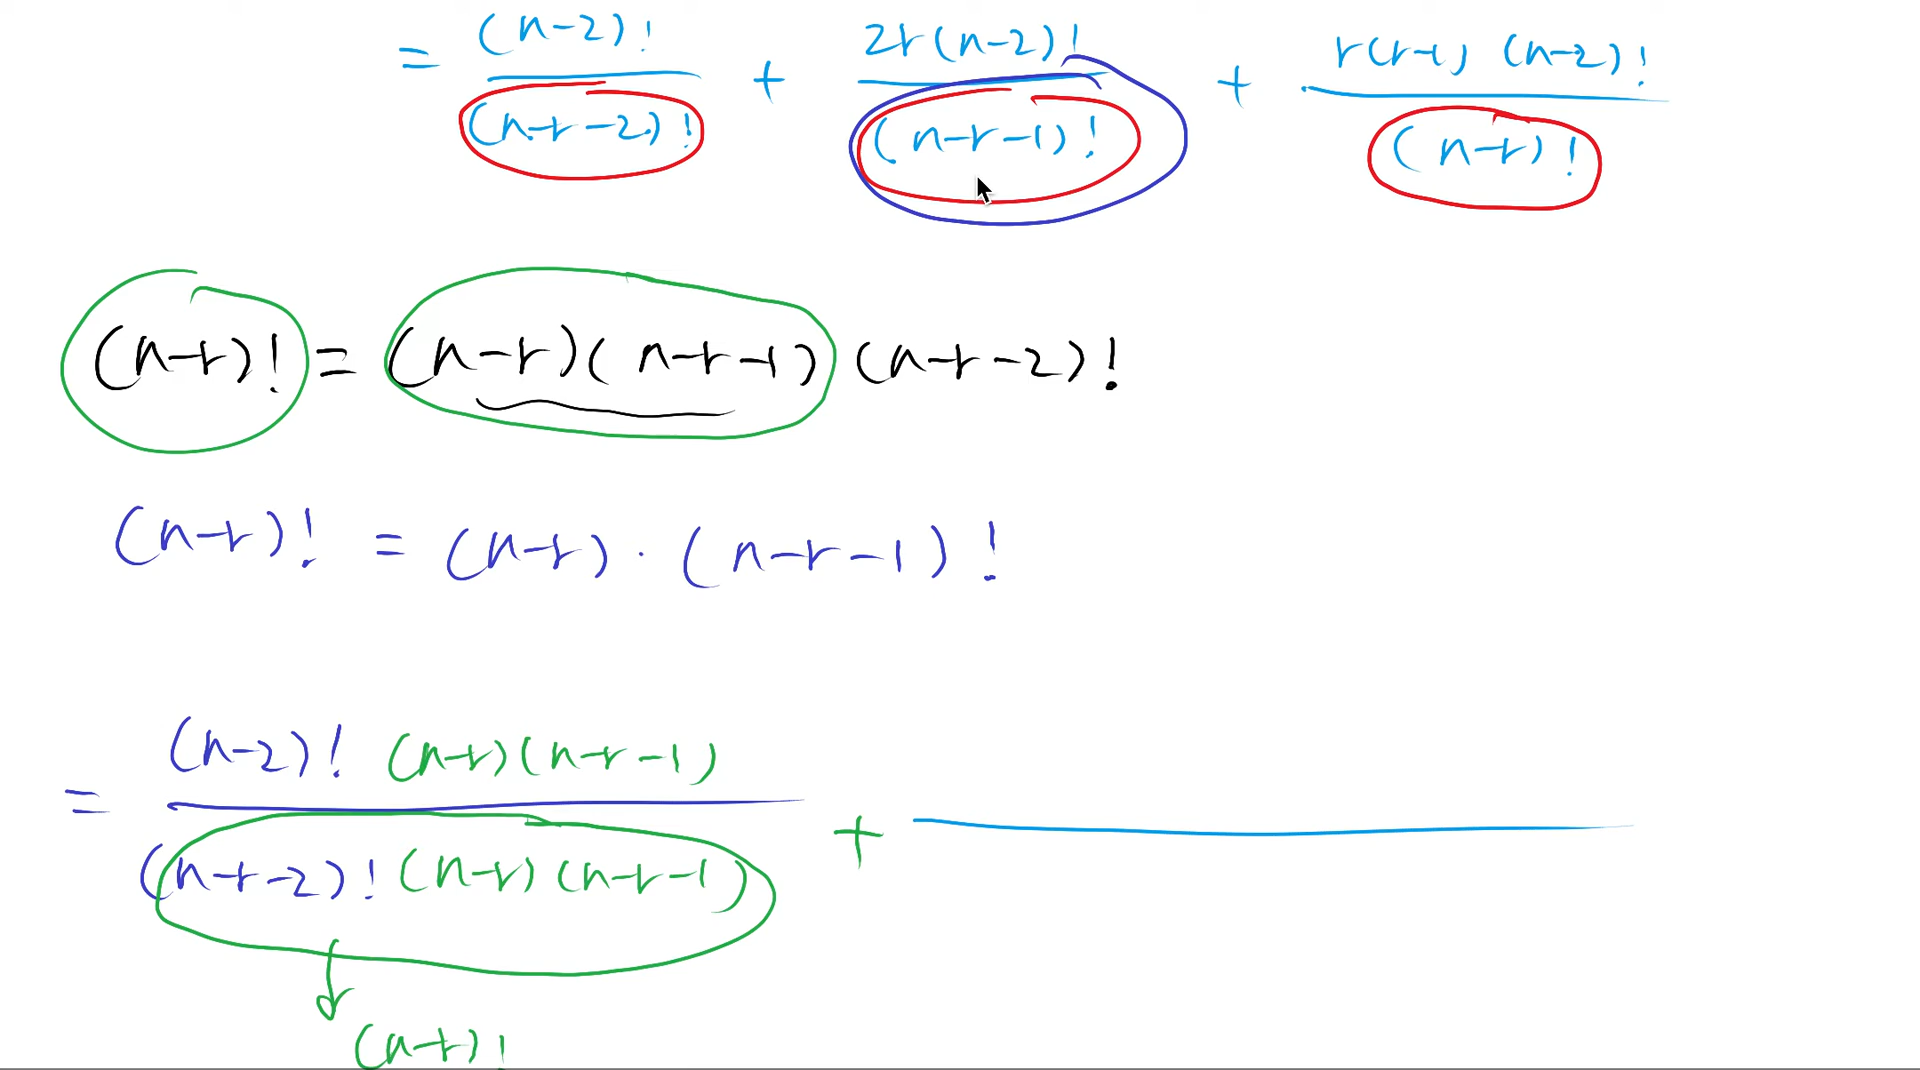 = (n-2)! / (n-r-2)! + 2r(n-2)! / (n-r-1)! + r(r-1) (n-2)! / (n-r)!
(n-r)! = (n-r)(n-r-1) (n-r-2)!
(n-r)! = (n-r) · (n-r-1)!
= (n-2)! (n-r)(n-r-1) / (n-r-2)! (n-r)(n-r-1) +
(n-r)!